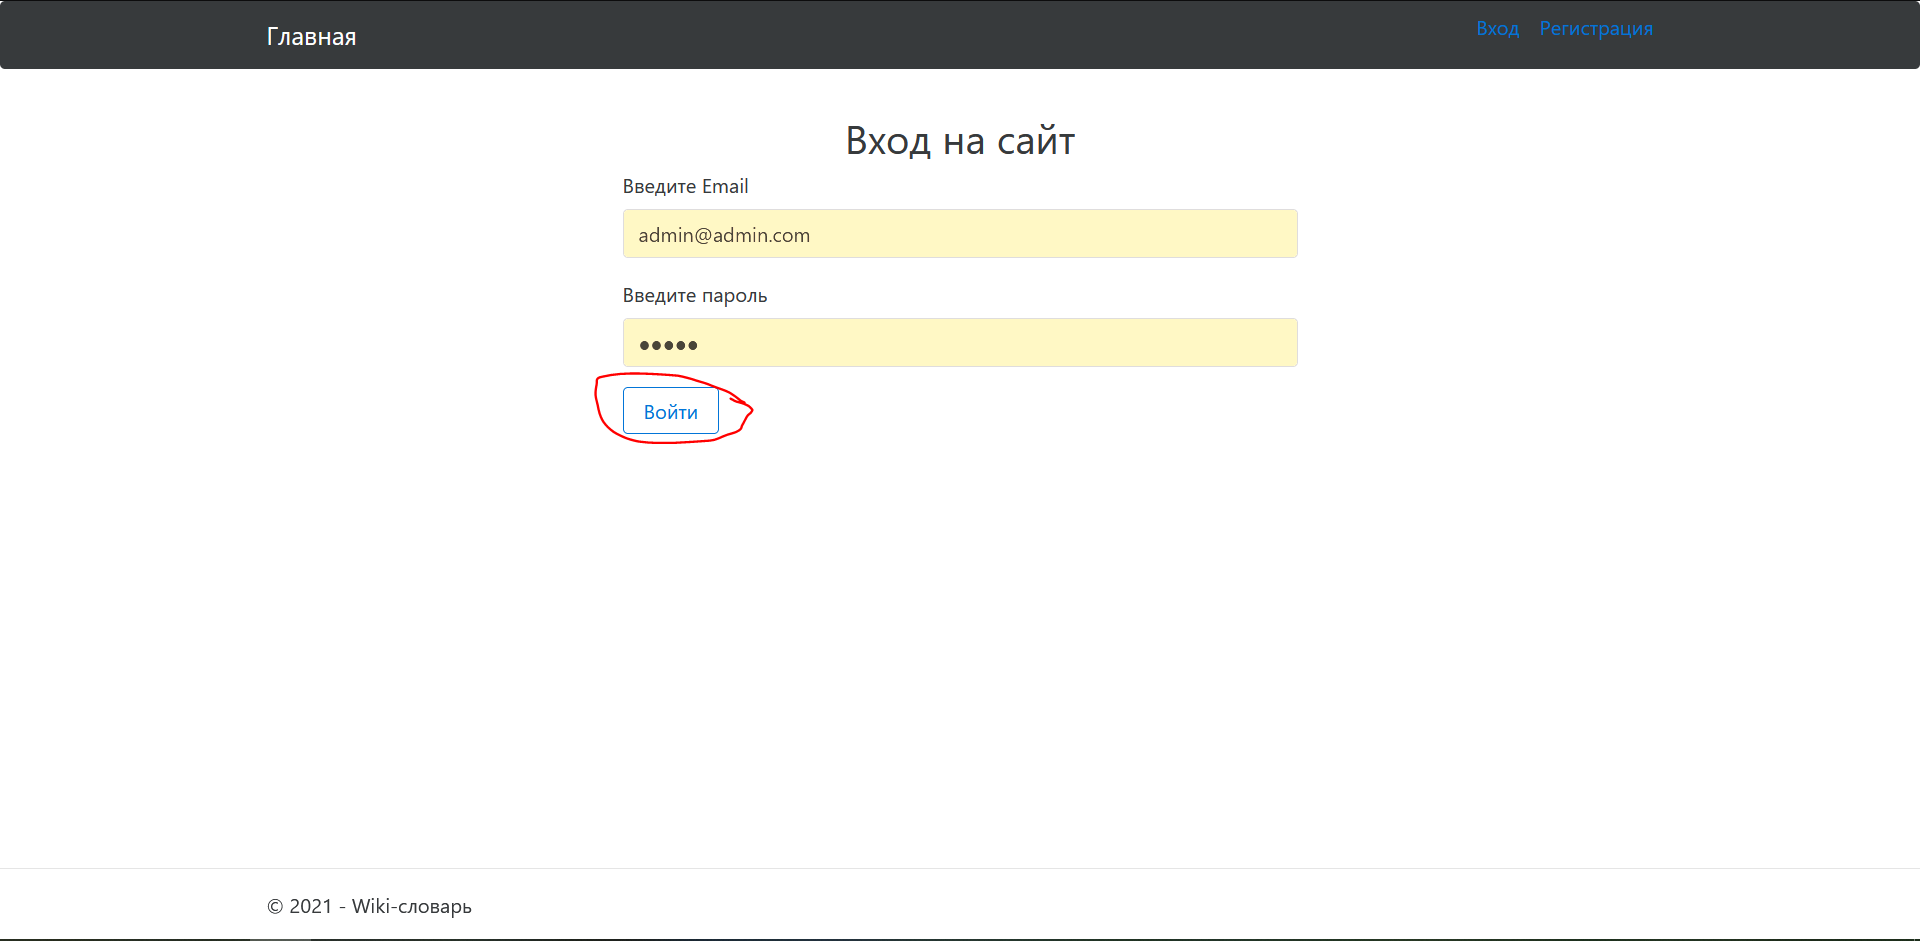 Главная
Вход Регистрация
Вход на сайт
Введите Email
admin@admin.com
Введите пароль
●●●●●
Войти
© 2021 - Wiki-словарь